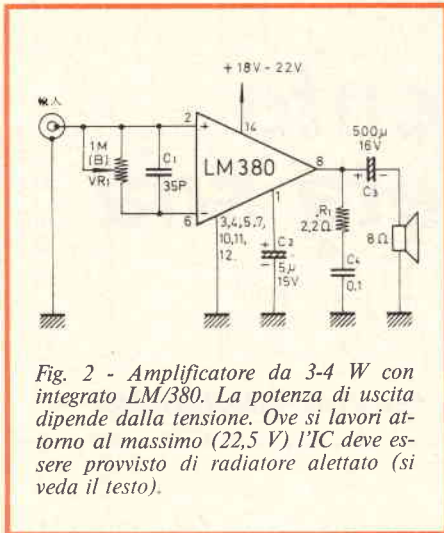 +18V-22V
輸入
2
+
14
500μ
16V
1M
(B)
VR1
C1
35P
LM380
8
+
-
C3
-
6
1
3,4,5,7,
10,11,
12.
+
-
C2
5μ
15V
R1
2,2Ω
8Ω
C4
0.1
Fig. 2 - Amplificatore da 3-4 W con
integrato LM/380. La potenza di uscita
dipende dalla tensione. Ove si lavori at-
torno al massimo (22,5 V) l'IC deve es-
sere provvisto di radiatore alettato (si
veda il testo).